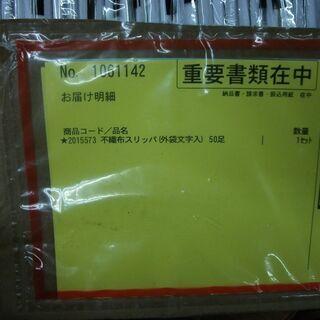 No. 1061142
重要書類在中
納品書・請求書・振込用紙 在中
お届け明細
商品コード／品名
数量
★2015573 不織布スリッパ(外袋文字入) 50足
1セット